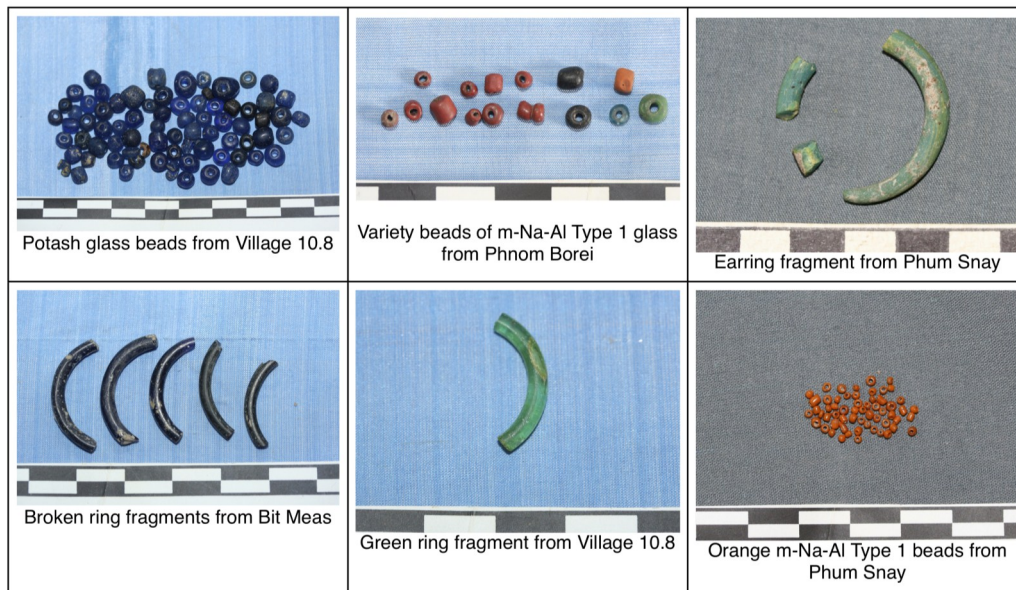 Potash glass beads from Village 10.8
Variety beads of m-Na-Al Type 1 glass
from Phnom Borei
Earring fragment from Phum Snay
Broken ring fragments from Bit Meas
Green ring fragment from Village 10.8
Orange m-Na-Al Type 1 beads from
Phum Snay